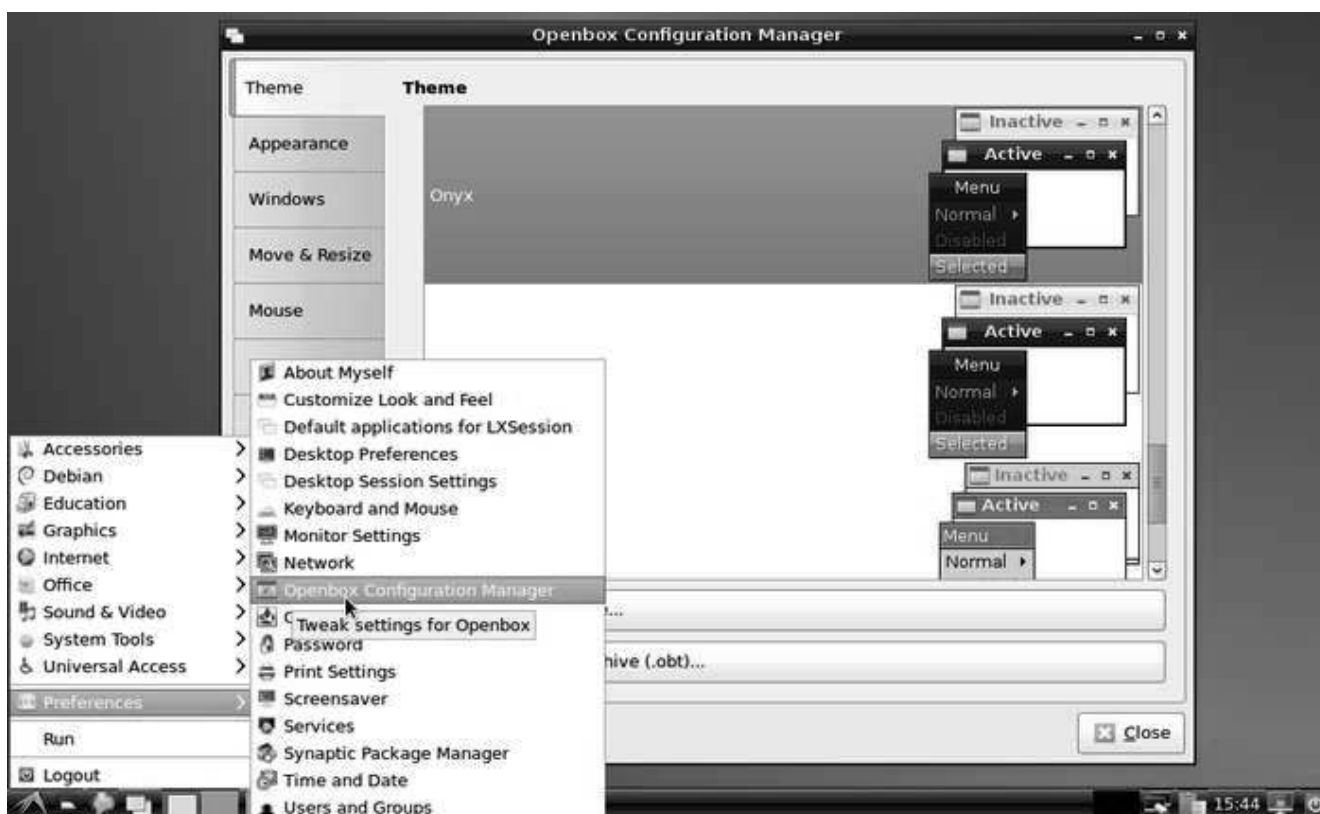 Openbox Configuration Manager
Theme
Appearance
Windows
Move & Resize
Mouse
Theme
Onyx
Inactive
Active
Menu
Normal
Disabled
Selected
Inactive
Active
Menu
Normal
Disabled
Selected
Inactive
Active
Menu
Normal
...
hive (.obt)...
Close
About Myself
Customize Look and Feel
Default applications for LXSession
Desktop Preferences
Desktop Session Settings
Keyboard and Mouse
Monitor Settings
Network
Openbox Configuration Manager
Tweak settings for Openbox
Password
Print Settings
Screensaver
Services
Synaptic Package Manager
Time and Date
Users and Groups
Accessories
Debian
Education
Graphics
Internet
Office
Sound & Video
System Tools
Universal Access
Preferences
Run
Logout
15:44